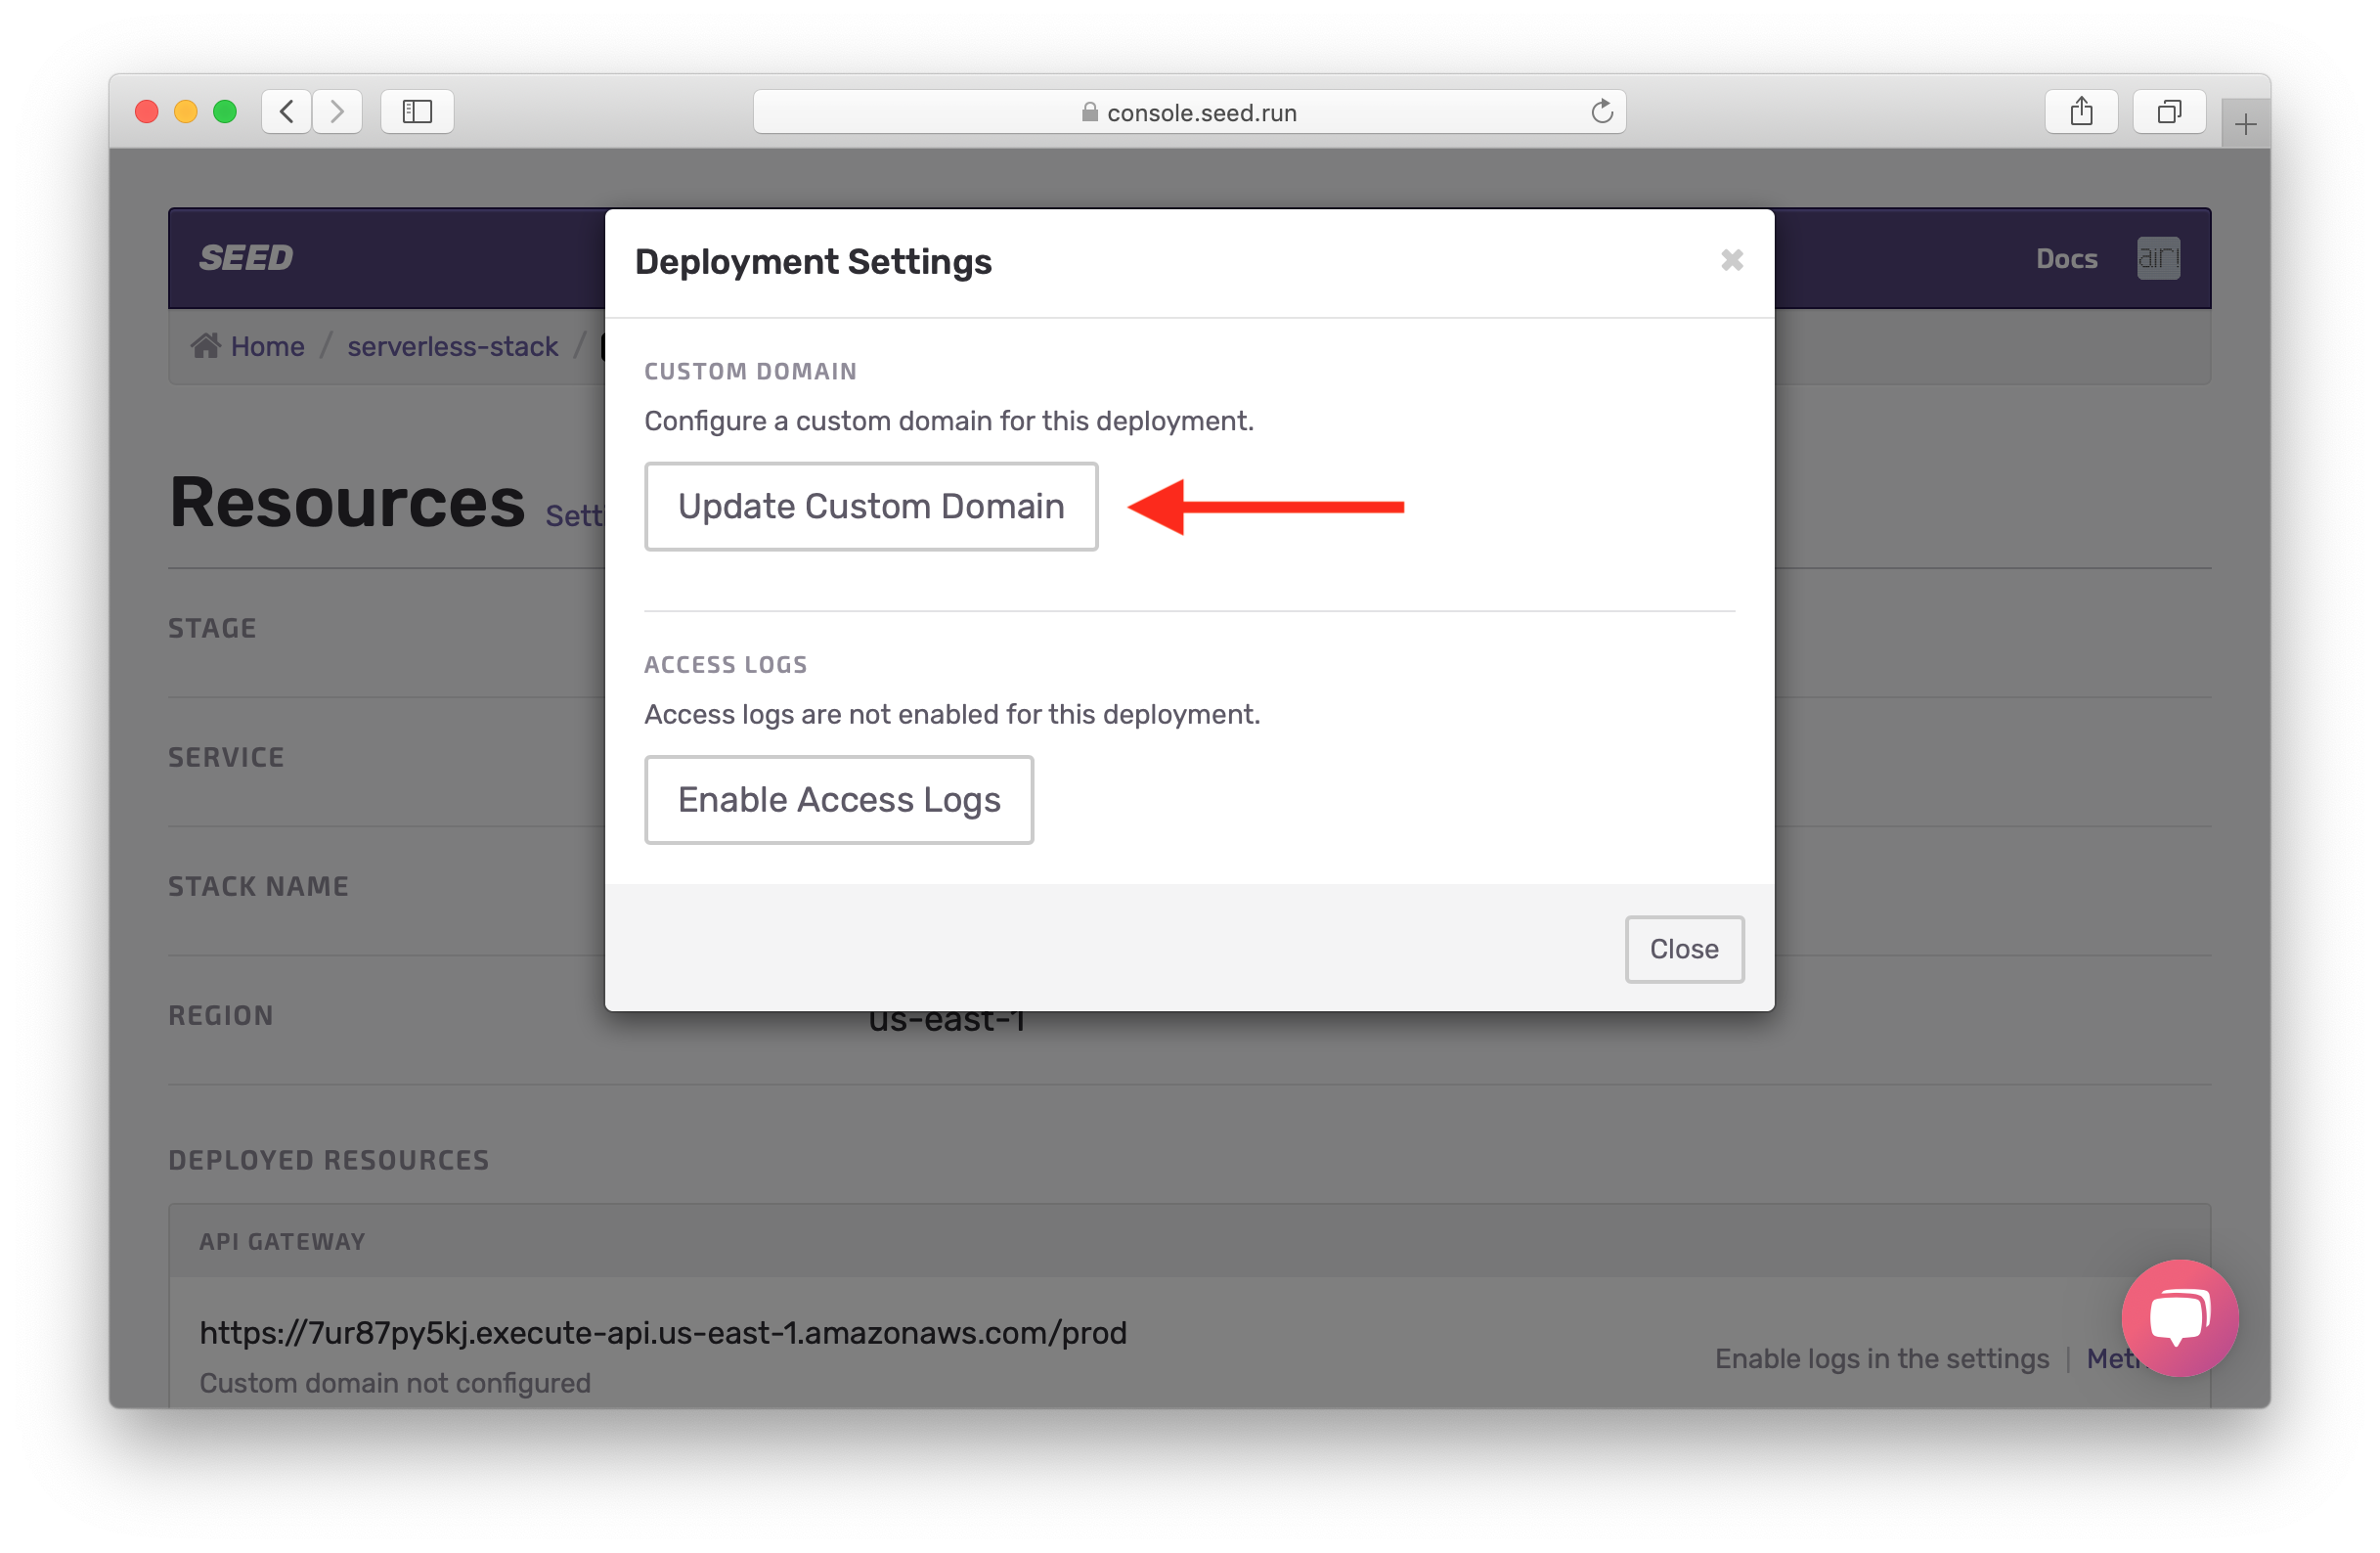 console.seed.run
SEED
Docs
Home / serverless-stack /
Deployment Settings
CUSTOM DOMAIN
Configure a custom domain for this deployment.
Update Custom Domain
ACCESS LOGS
Access logs are not enabled for this deployment.
Enable Access Logs
Close
Resources
STAGE
SERVICE
STACK NAME
REGION us-east-1
DEPLOYED RESOURCES
API GATEWAY
https://7ur87py5kj.execute-api.us-east-1.amazonaws.com/prod
Custom domain not configured
Enable logs in the settings |